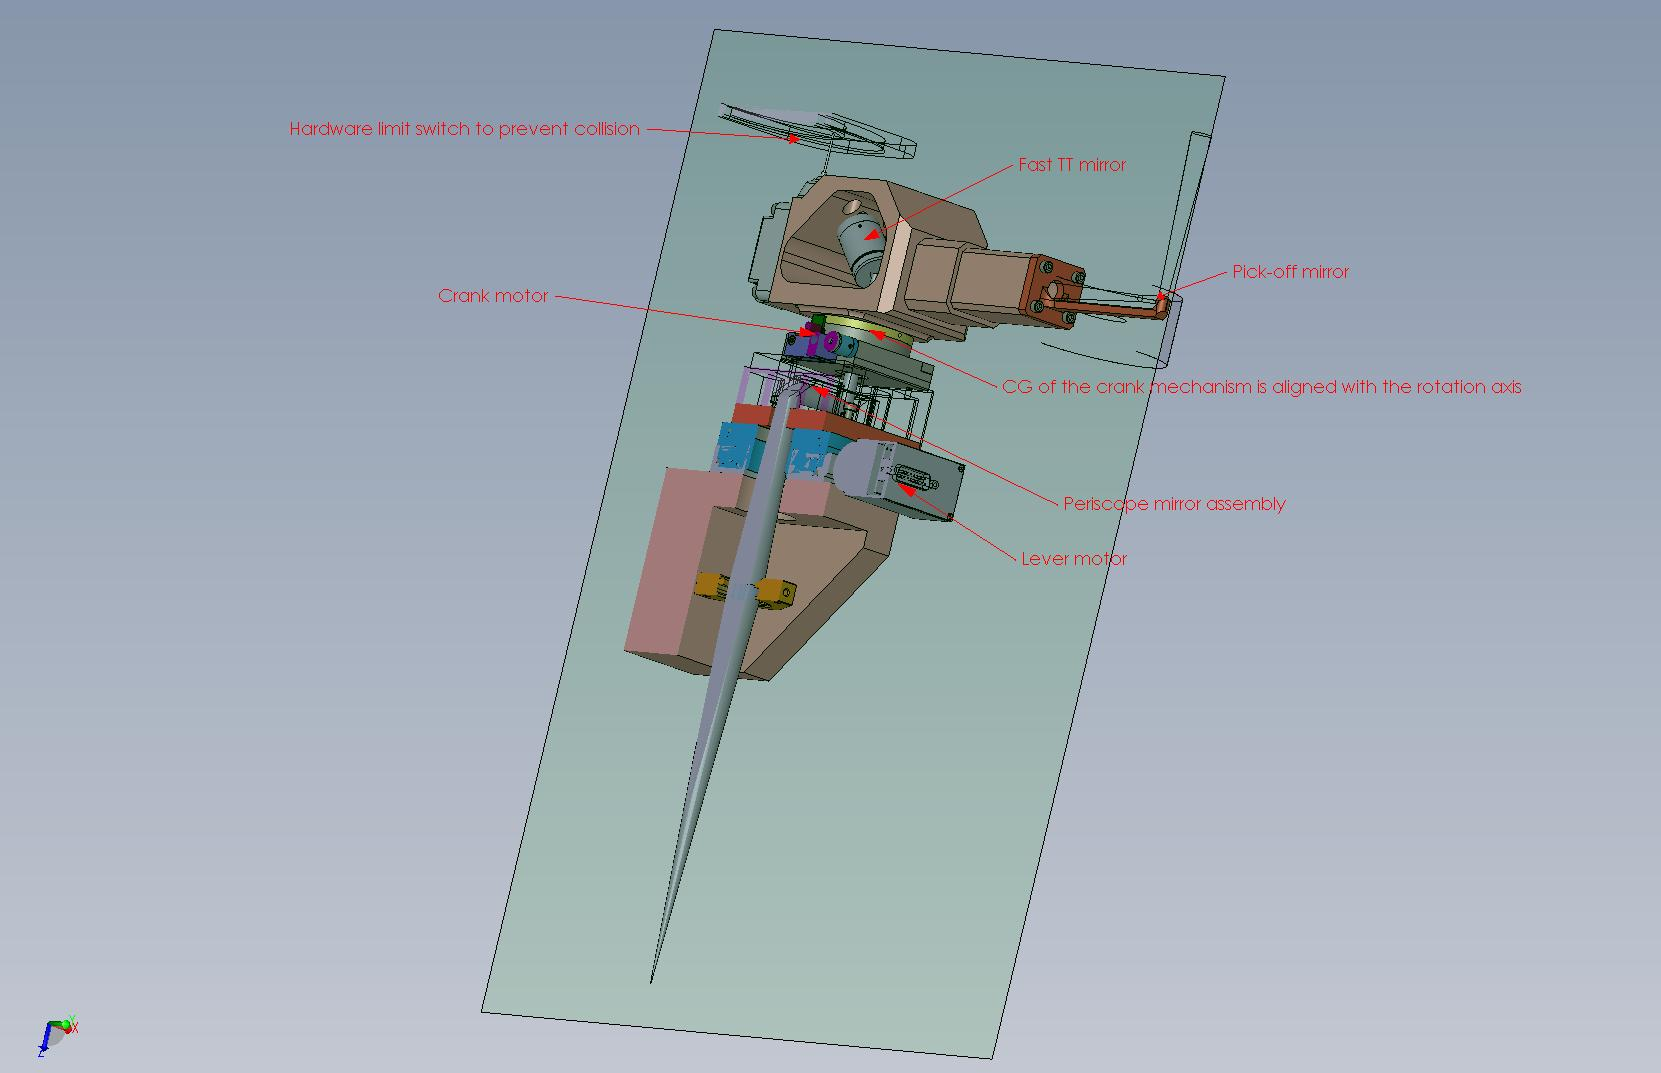 Hardware limit switch to prevent collision
Fast TT mirror
Pick-off mirror
Crank motor
CG of the crank mechanism is aligned with the rotation axis
Periscope mirror assembly
Lever motor
Y
X
Z